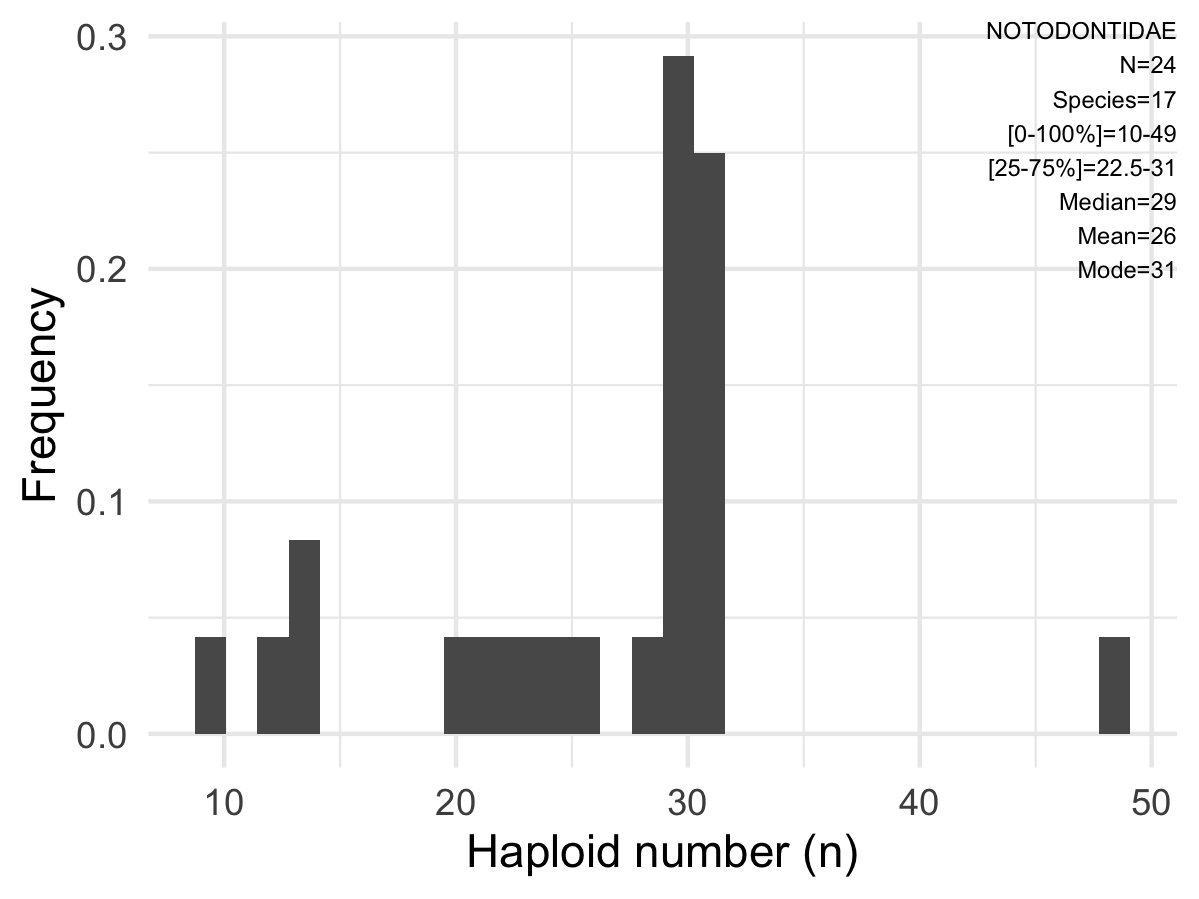 NOTODONTIDAE
N=24
Species=17
[0-100%]=10-49
[25-75%]=22.5-31
Median=29
Mean=26
Mode=31
0.3
0.2
0.1
0.0
Frequency
10 20 30 40 50
Haploid number (n)